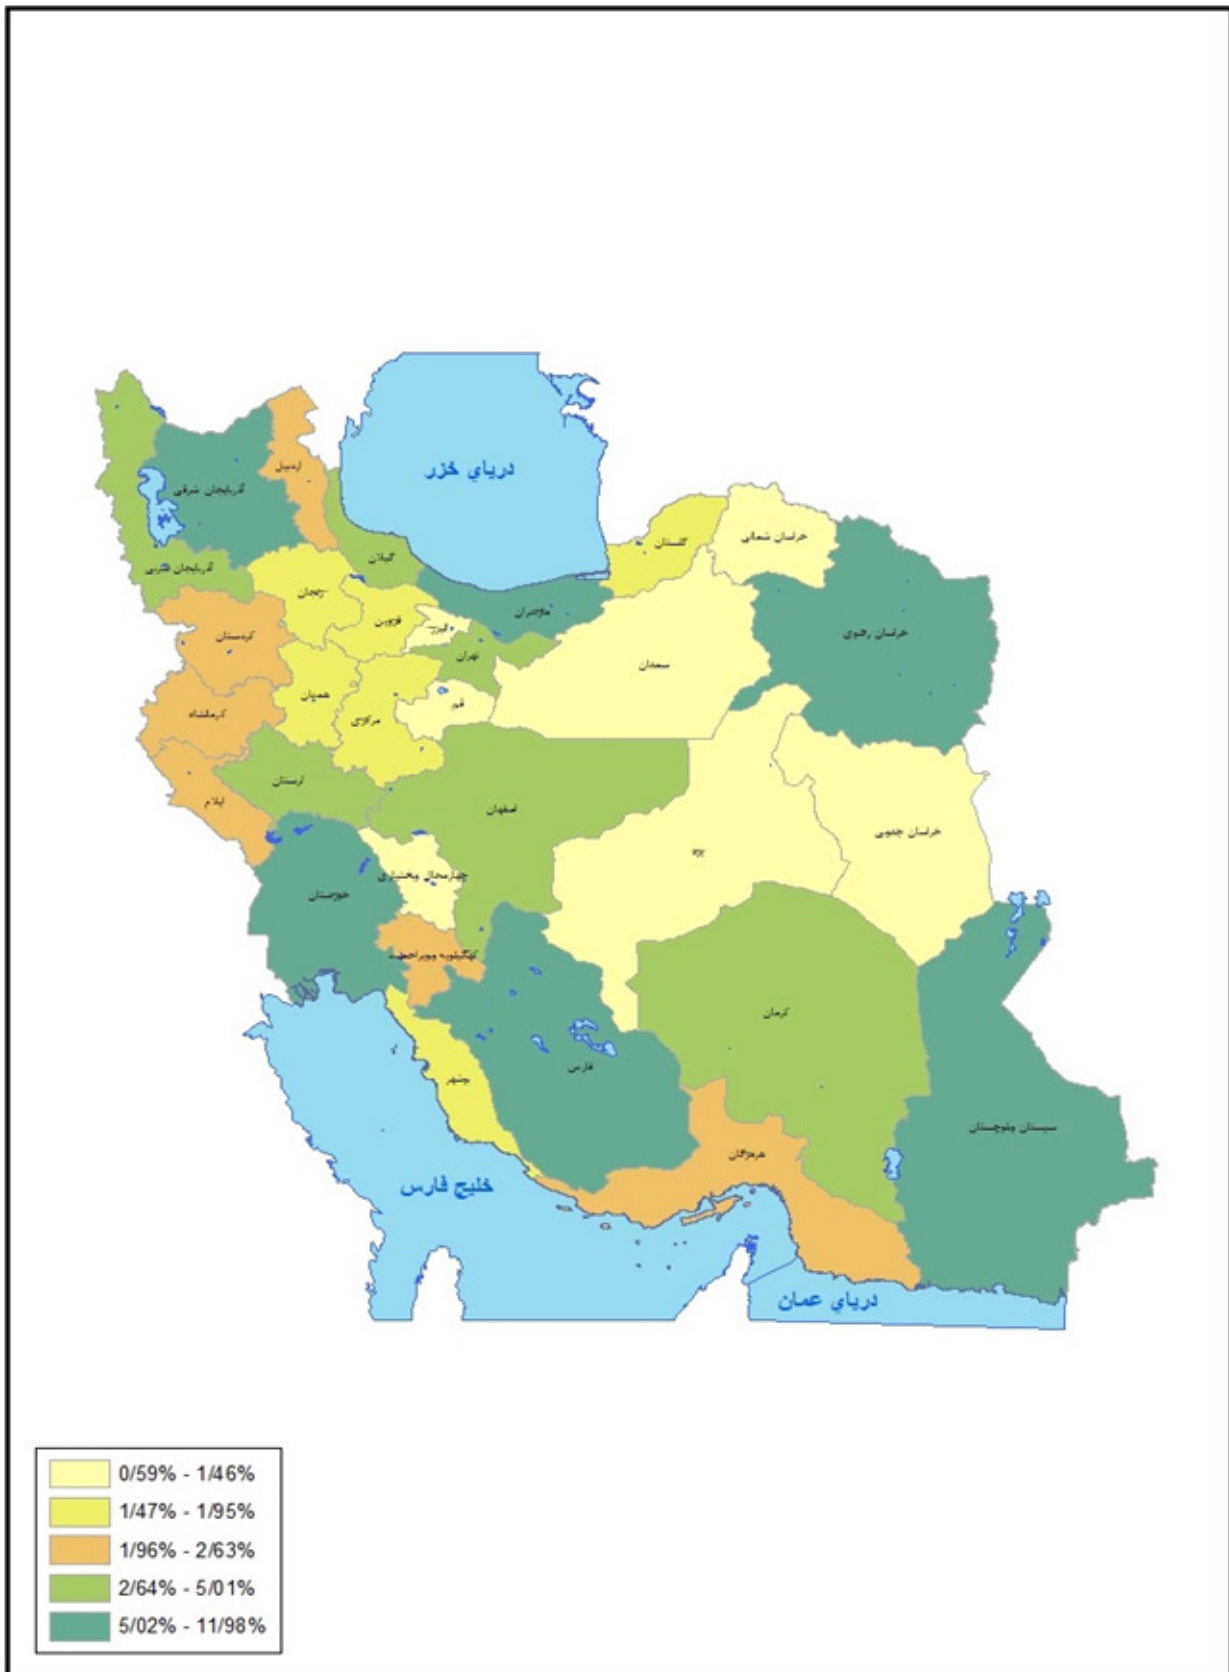 دریاي خزر
اردبیل
آذربایجان شرقی
گلستان
خراسان شمالی
گیلان
آذربایجان غربی
زنجان
مازندران
قزوین
البرز
کردستان
خراسان رضوی
تهران
سمنان
همدان
قم
کرمانشاه
مرکزی
لرستان
ایلام
اصفهان
خراسان جنوبی
یزد
چهارمحال وبختیاری
خوزستان
کهگیلویه وبویراحمد
کرمان
فارس
بوشهر
سیستان وبلوچستان
هرمزگان
خلیج فارس
دریاي عمان
0/59% - 1/46%
1/47% - 1/95%
1/96% - 2/63%
2/64% - 5/01%
5/02% - 11/98%